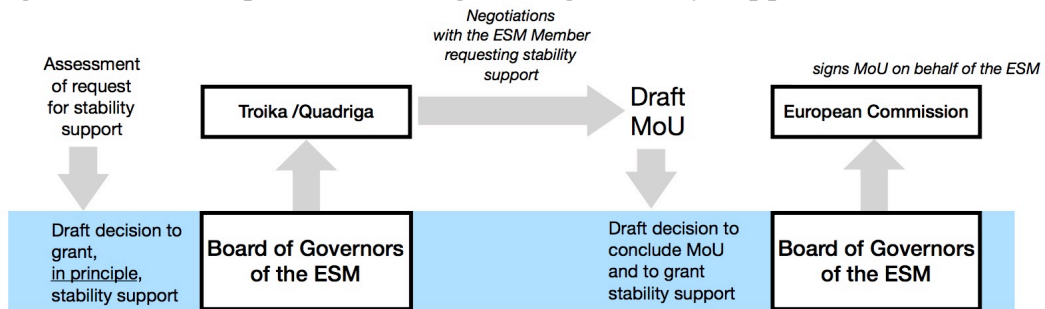 Negotiations
with the ESM Member
requesting stability
support
Assessment
of request
for stability
support
Troika /Quadriga
Draft
MoU
signs MoU on behalf of the ESM
European Commission
Draft decision to
grant,
in principle,
stability support
Board of Governors
of the ESM
Draft decision to
conclude MoU
and to grant
stability support
Board of Governors
of the ESM